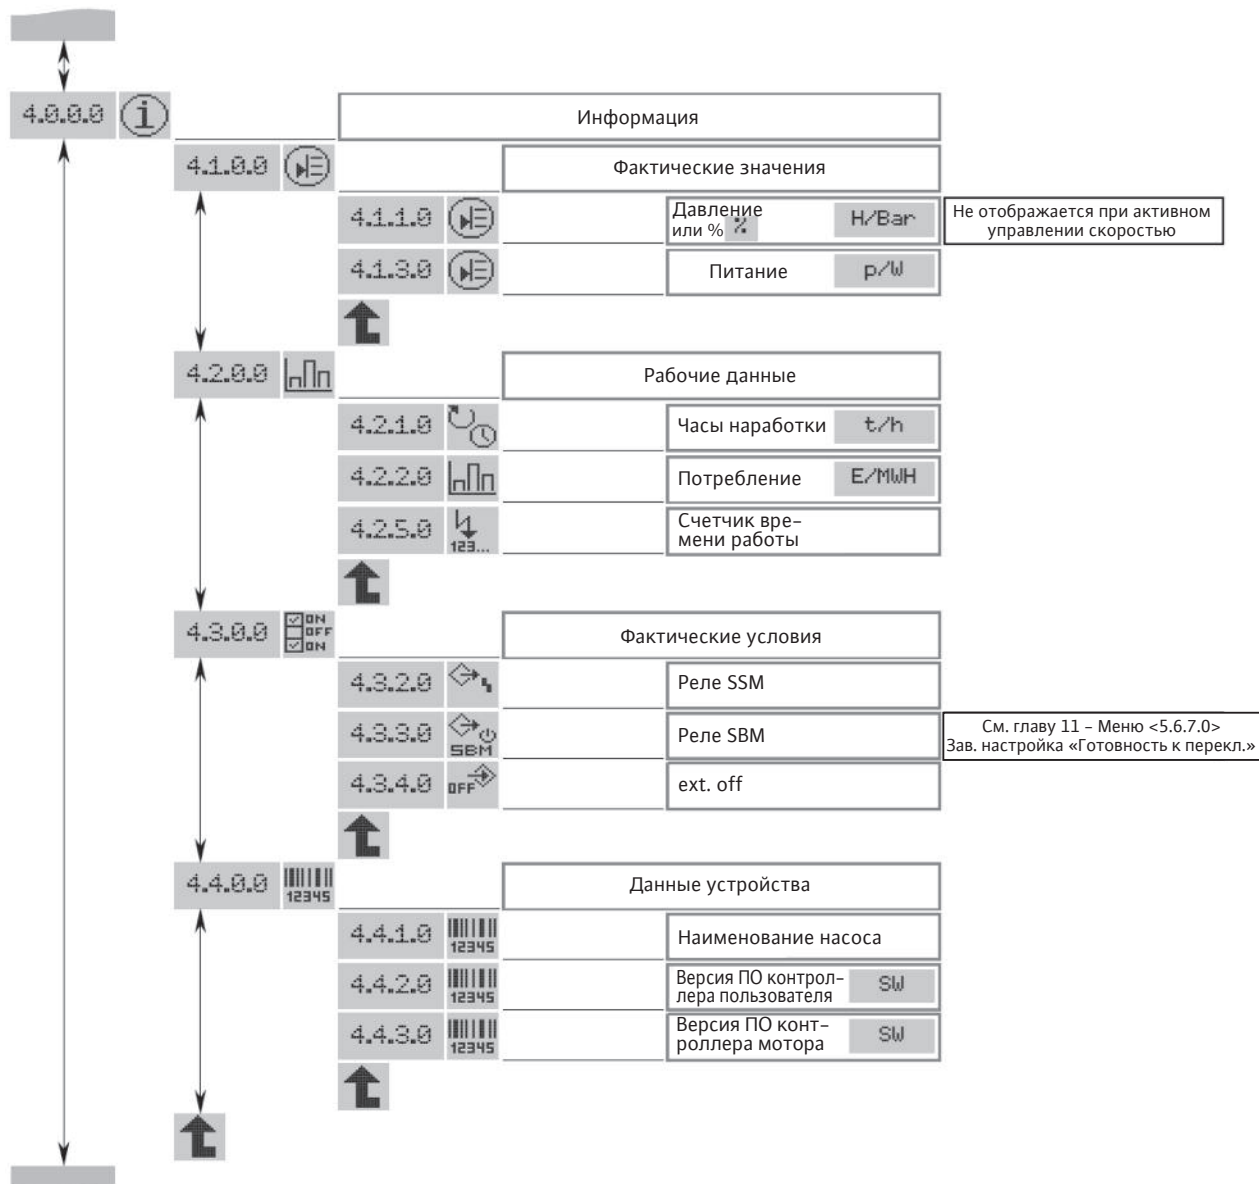 4.0.0.0 i Информация
4.1.0.0 Фактические значения
4.1.1.0 Давление
или % % H/Bar
Не отображается при активном
управлении скоростью
4.1.3.0 Питание p/W
4.2.0.0 Рабочие данные
4.2.1.0 Часы наработки t/h
4.2.2.0 Потребление E/MWH
4.2.5.0 123... Счетчик вре-
мени работы
4.3.0.0 ON
OFF
ON
Фактические условия
4.3.2.0 Реле SSM
4.3.3.0 SBM Реле SBM
См. главу 11 – Меню <5.6.7.0>
Зав. настройка «Готовность к перекл.»
4.3.4.0 OFF ext. off
4.4.0.0 12345 Данные устройства
4.4.1.0 12345 Наименование насоса
4.4.2.0 12345 Версия ПО контрол-
лера пользователя SW
4.4.3.0 12345 Версия ПО конт-
роллера мотора SW